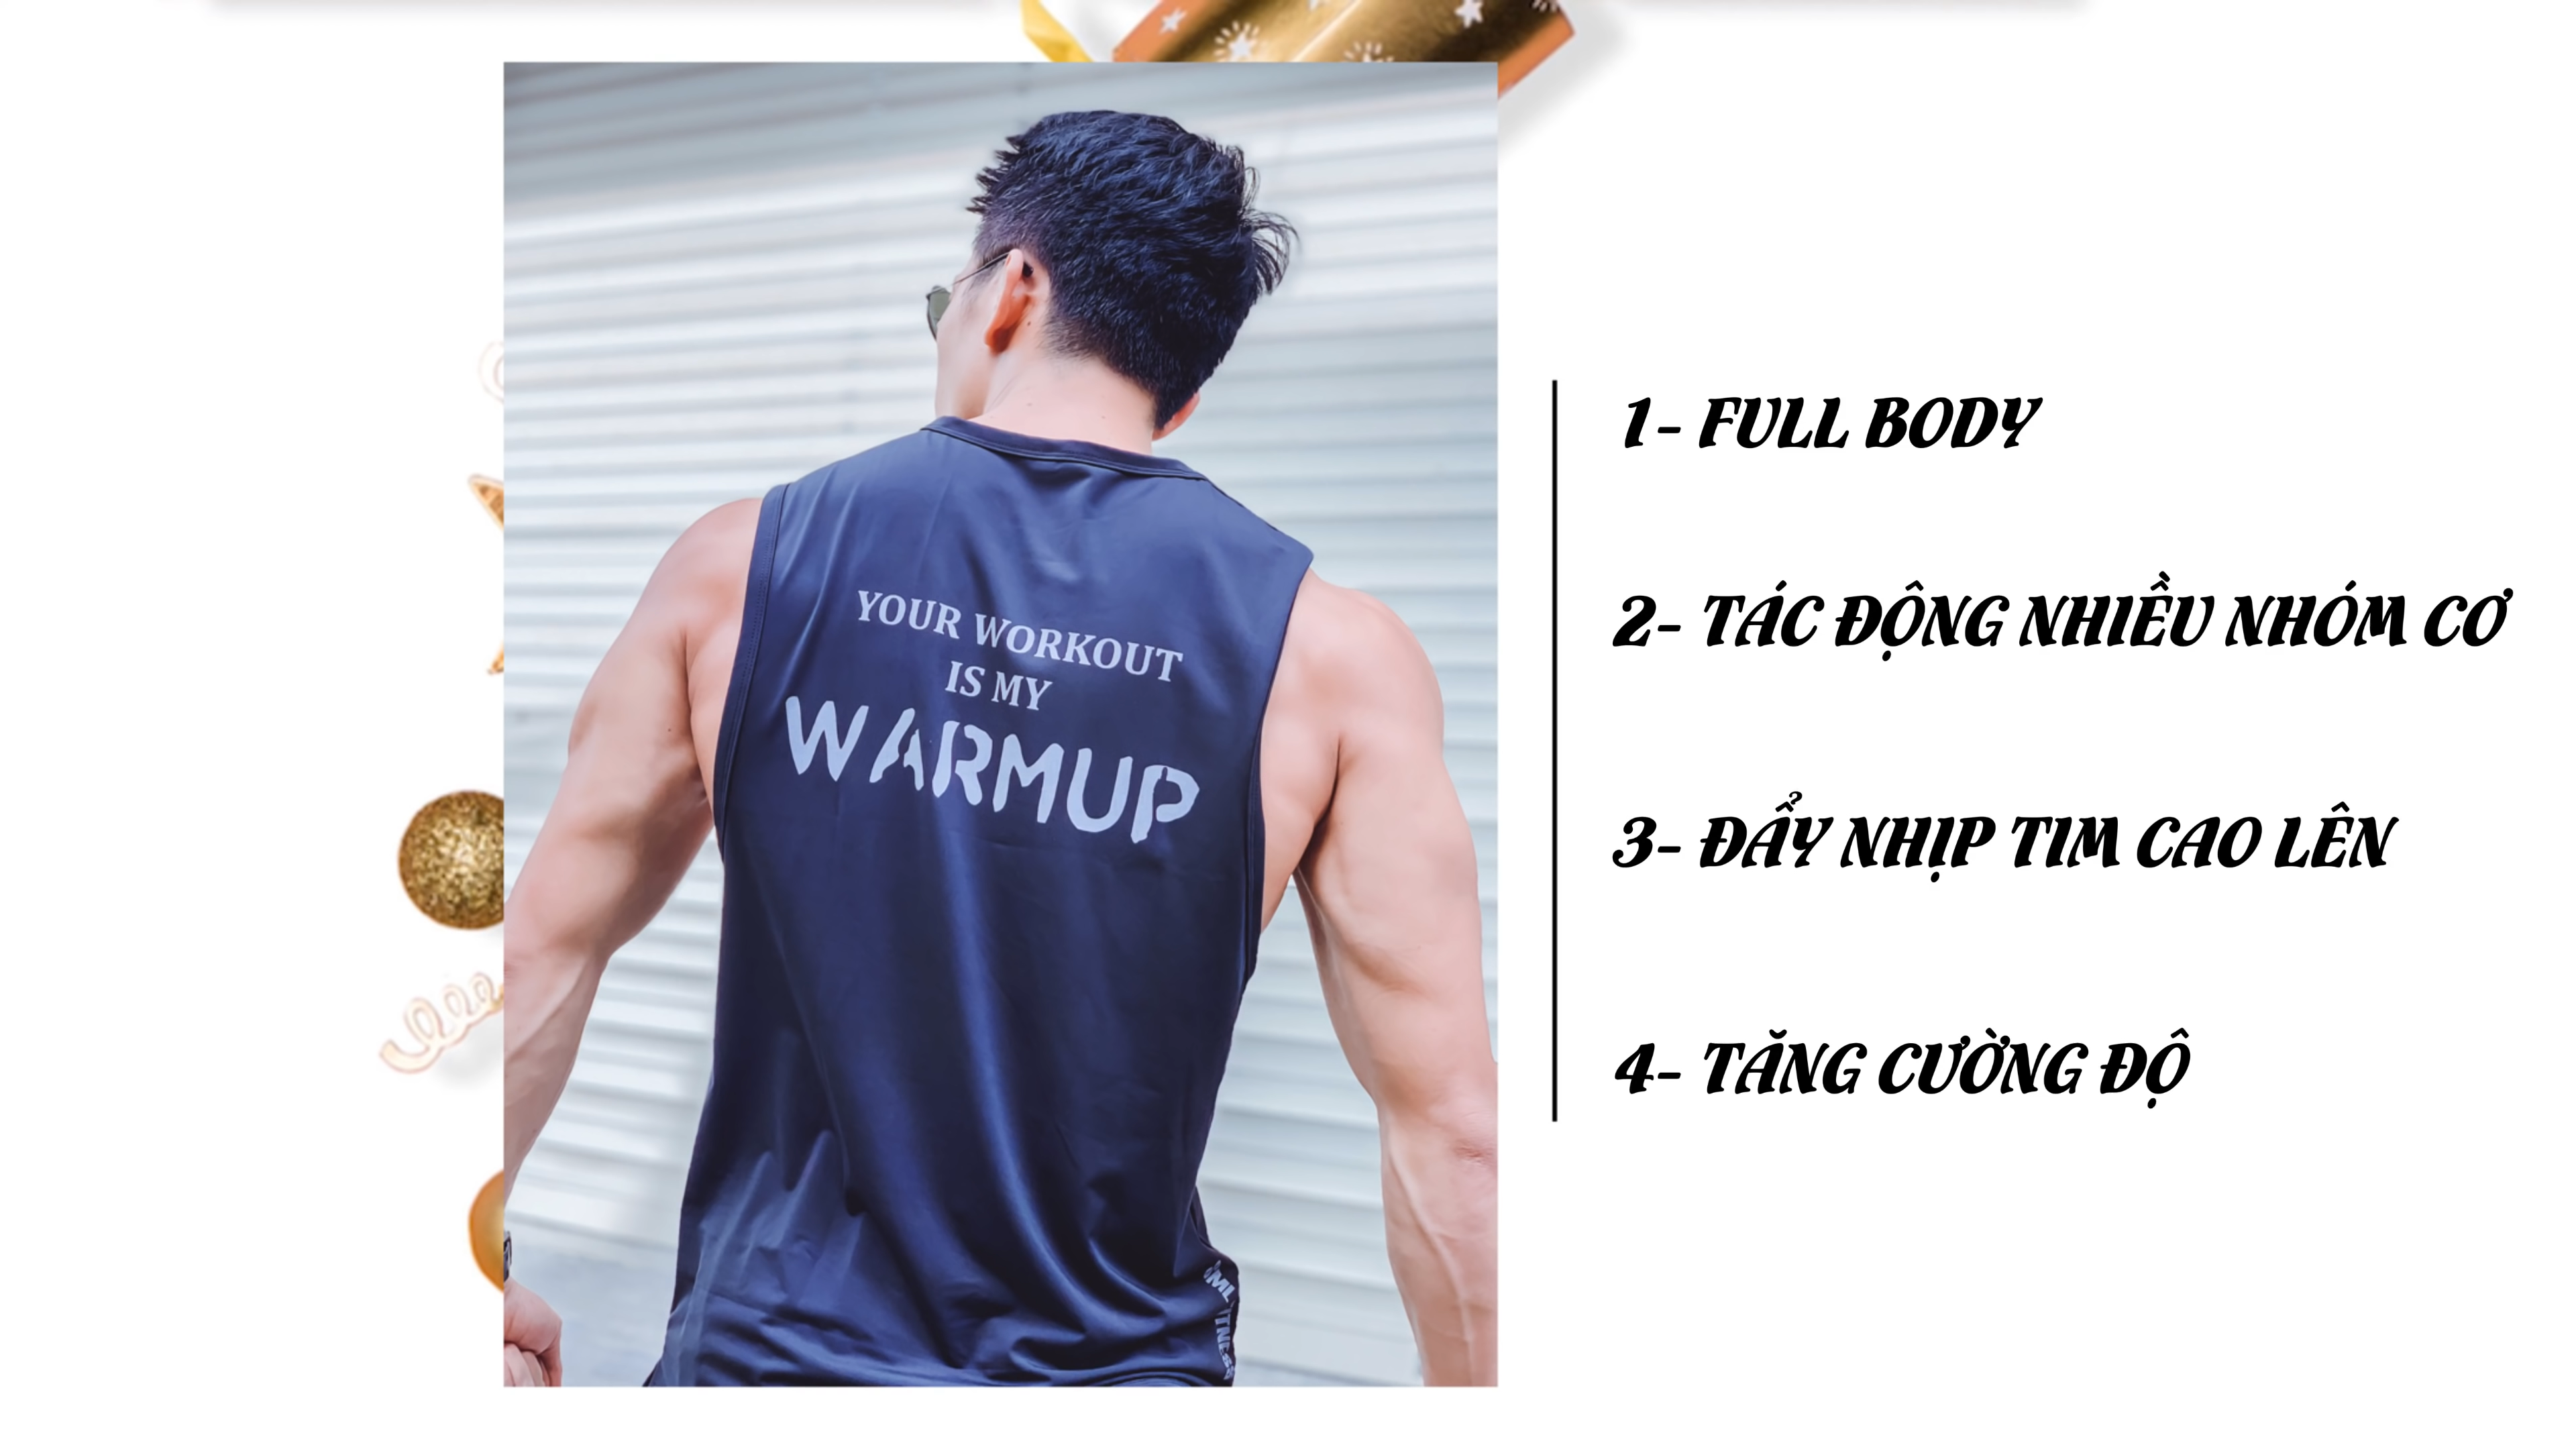 YOUR WORKOUT
IS MY
WARMUP
1- FULL BODY
2- TÁC ĐỘNG NHIỀU NHÓM CƠ
3- ĐẨY NHỊP TIM CAO LÊN
4- TĂNG CƯỜNG ĐỘ